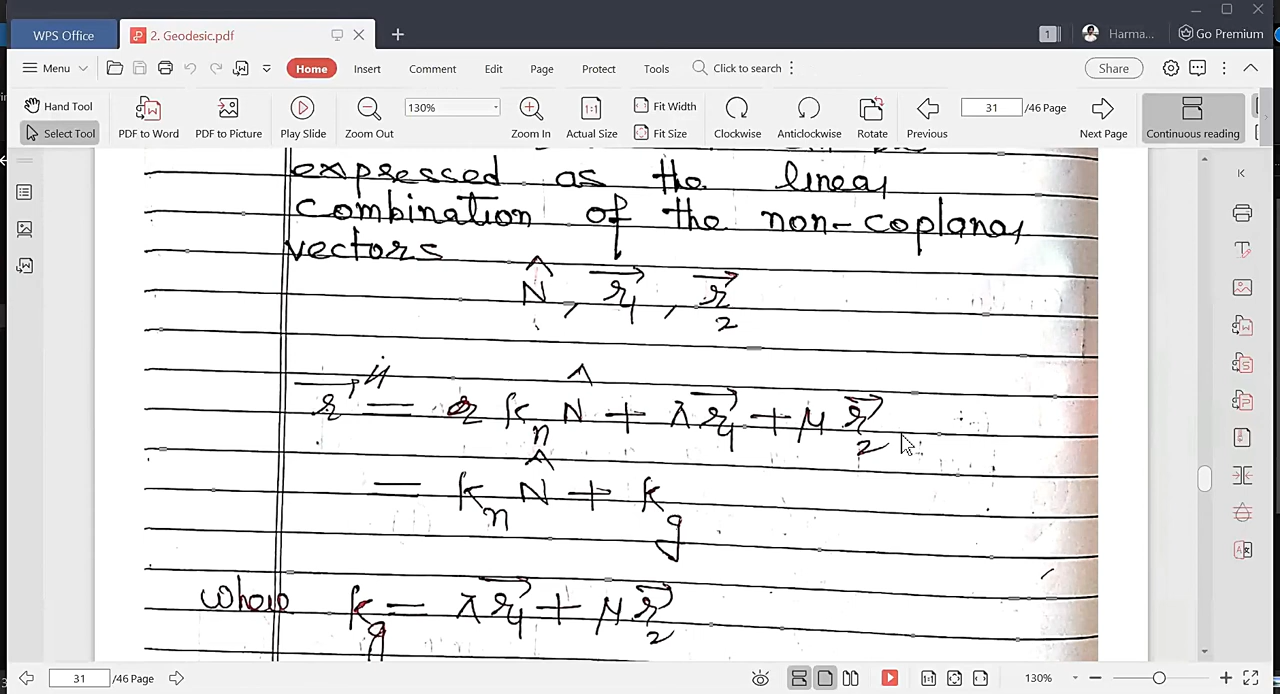 WPS Office
2. Geodesic.pdf
1
Harma...
Go Premium
Menu
Home
Insert
Comment
Edit
Page
Protect
Tools
Click to search
Share
Hand Tool
Select Tool
PDF to Word
PDF to Picture
Play Slide
Zoom Out
130%
Zoom In
Actual Size
Fit Width
Fit Size
Clockwise
Anticlockwise
Rotate
Previous
31
/46 Page
Next Page
Continuous reading
expressed as the linear
combination of the non-coplanar
vectors
N̂ , r⃗₁ , r⃗₂
r⃗'' = kₙ N̂ + λ r⃗₁ + μ r⃗₂
= kₙ N̂ + k_g
where k_g = λ r⃗₁ + μ r⃗₂
31
/46 Page
130%